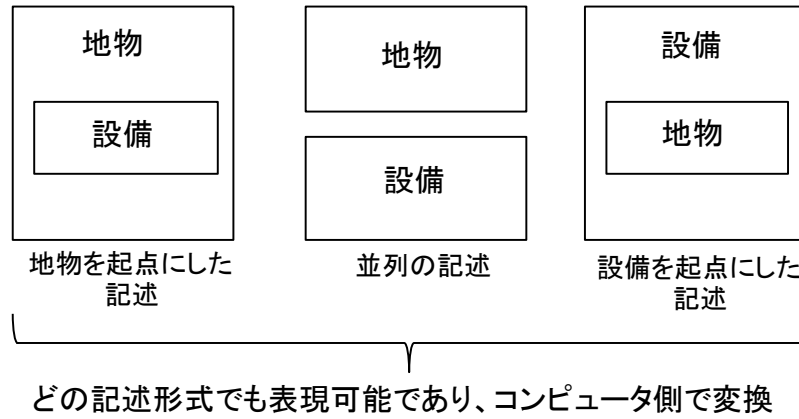 地物
設備
地物を起点にした
記述
地物
設備
並列の記述
設備
地物
設備を起点にした
記述
どの記述形式でも表現可能であり、コンピュータ側で変換